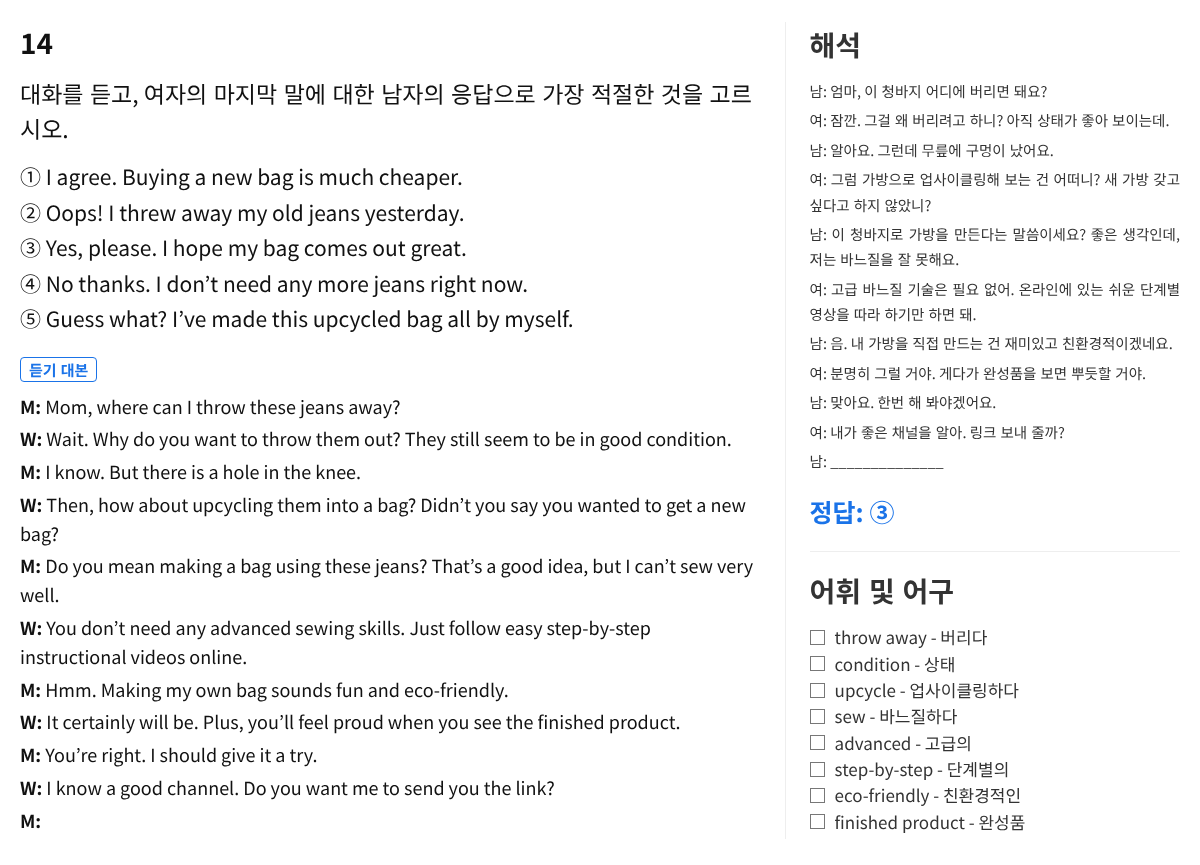 14
대화를 듣고, 여자의 마지막 말에 대한 남자의 응답으로 가장 적절한 것을 고르
시오.
① I agree. Buying a new bag is much cheaper.
② Oops! I threw away my old jeans yesterday.
③ Yes, please. I hope my bag comes out great.
④ No thanks. I don’t need any more jeans right now.
⑤ Guess what? I’ve made this upcycled bag all by myself.
듣기 대본
M: Mom, where can I throw these jeans away?
W: Wait. Why do you want to throw them out? They still seem to be in good condition.
M: I know. But there is a hole in the knee.
W: Then, how about upcycling them into a bag? Didn’t you say you wanted to get a new
bag?
M: Do you mean making a bag using these jeans? That’s a good idea, but I can’t sew very
well.
W: You don’t need any advanced sewing skills. Just follow easy step-by-step
instructional videos online.
M: Hmm. Making my own bag sounds fun and eco-friendly.
W: It certainly will be. Plus, you’ll feel proud when you see the finished product.
M: You’re right. I should give it a try.
W: I know a good channel. Do you want me to send you the link?
M:
해석
남: 엄마, 이 청바지 어디에 버리면 돼요?
여: 잠깐. 그걸 왜 버리려고 하니? 아직 상태가 좋아 보이는데.
남: 알아요. 그런데 무릎에 구멍이 났어요.
여: 그럼 가방으로 업사이클링해 보는 건 어떠니? 새 가방 갖고
싶다고 하지 않았니?
남: 이 청바지로 가방을 만든다는 말씀이세요? 좋은 생각인데,
저는 바느질을 잘 못해요.
여: 고급 바느질 기술은 필요 없어. 온라인에 있는 쉬운 단계별
영상을 따라 하기만 하면 돼.
남: 음. 내 가방을 직접 만드는 건 재미있고 친환경적이겠네요.
여: 분명히 그럴 거야. 게다가 완성품을 보면 뿌듯할 거야.
남: 맞아요. 한번 해 봐야겠어요.
여: 내가 좋은 채널을 알아. 링크 보내 줄까?
남: ______________
정답: ③
어휘 및 어구
☐ throw away - 버리다
☐ condition - 상태
☐ upcycle - 업사이클링하다
☐ sew - 바느질하다
☐ advanced - 고급의
☐ step-by-step - 단계별의
☐ eco-friendly - 친환경적인
☐ finished product - 완성품